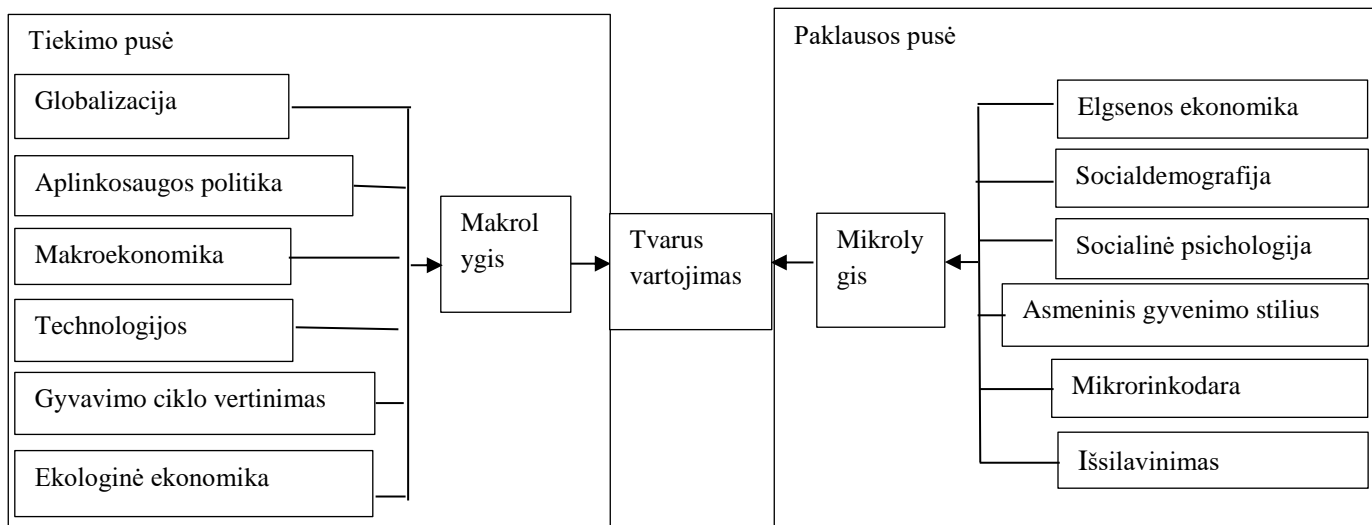 Tiekimo pusė
Globalizacija
Aplinkosaugos politika
Makroekonomika
Technologijos
Gyvavimo ciklo vertinimas
Ekologinė ekonomika
Makrol
ygis
Tvarus
vartojimas
Mikroly
gis
Paklausos pusė
Elgsenos ekonomika
Socialdemografija
Socialinė psichologija
Asmeninis gyvenimo stilius
Mikrorinkodara
Išsilavinimas